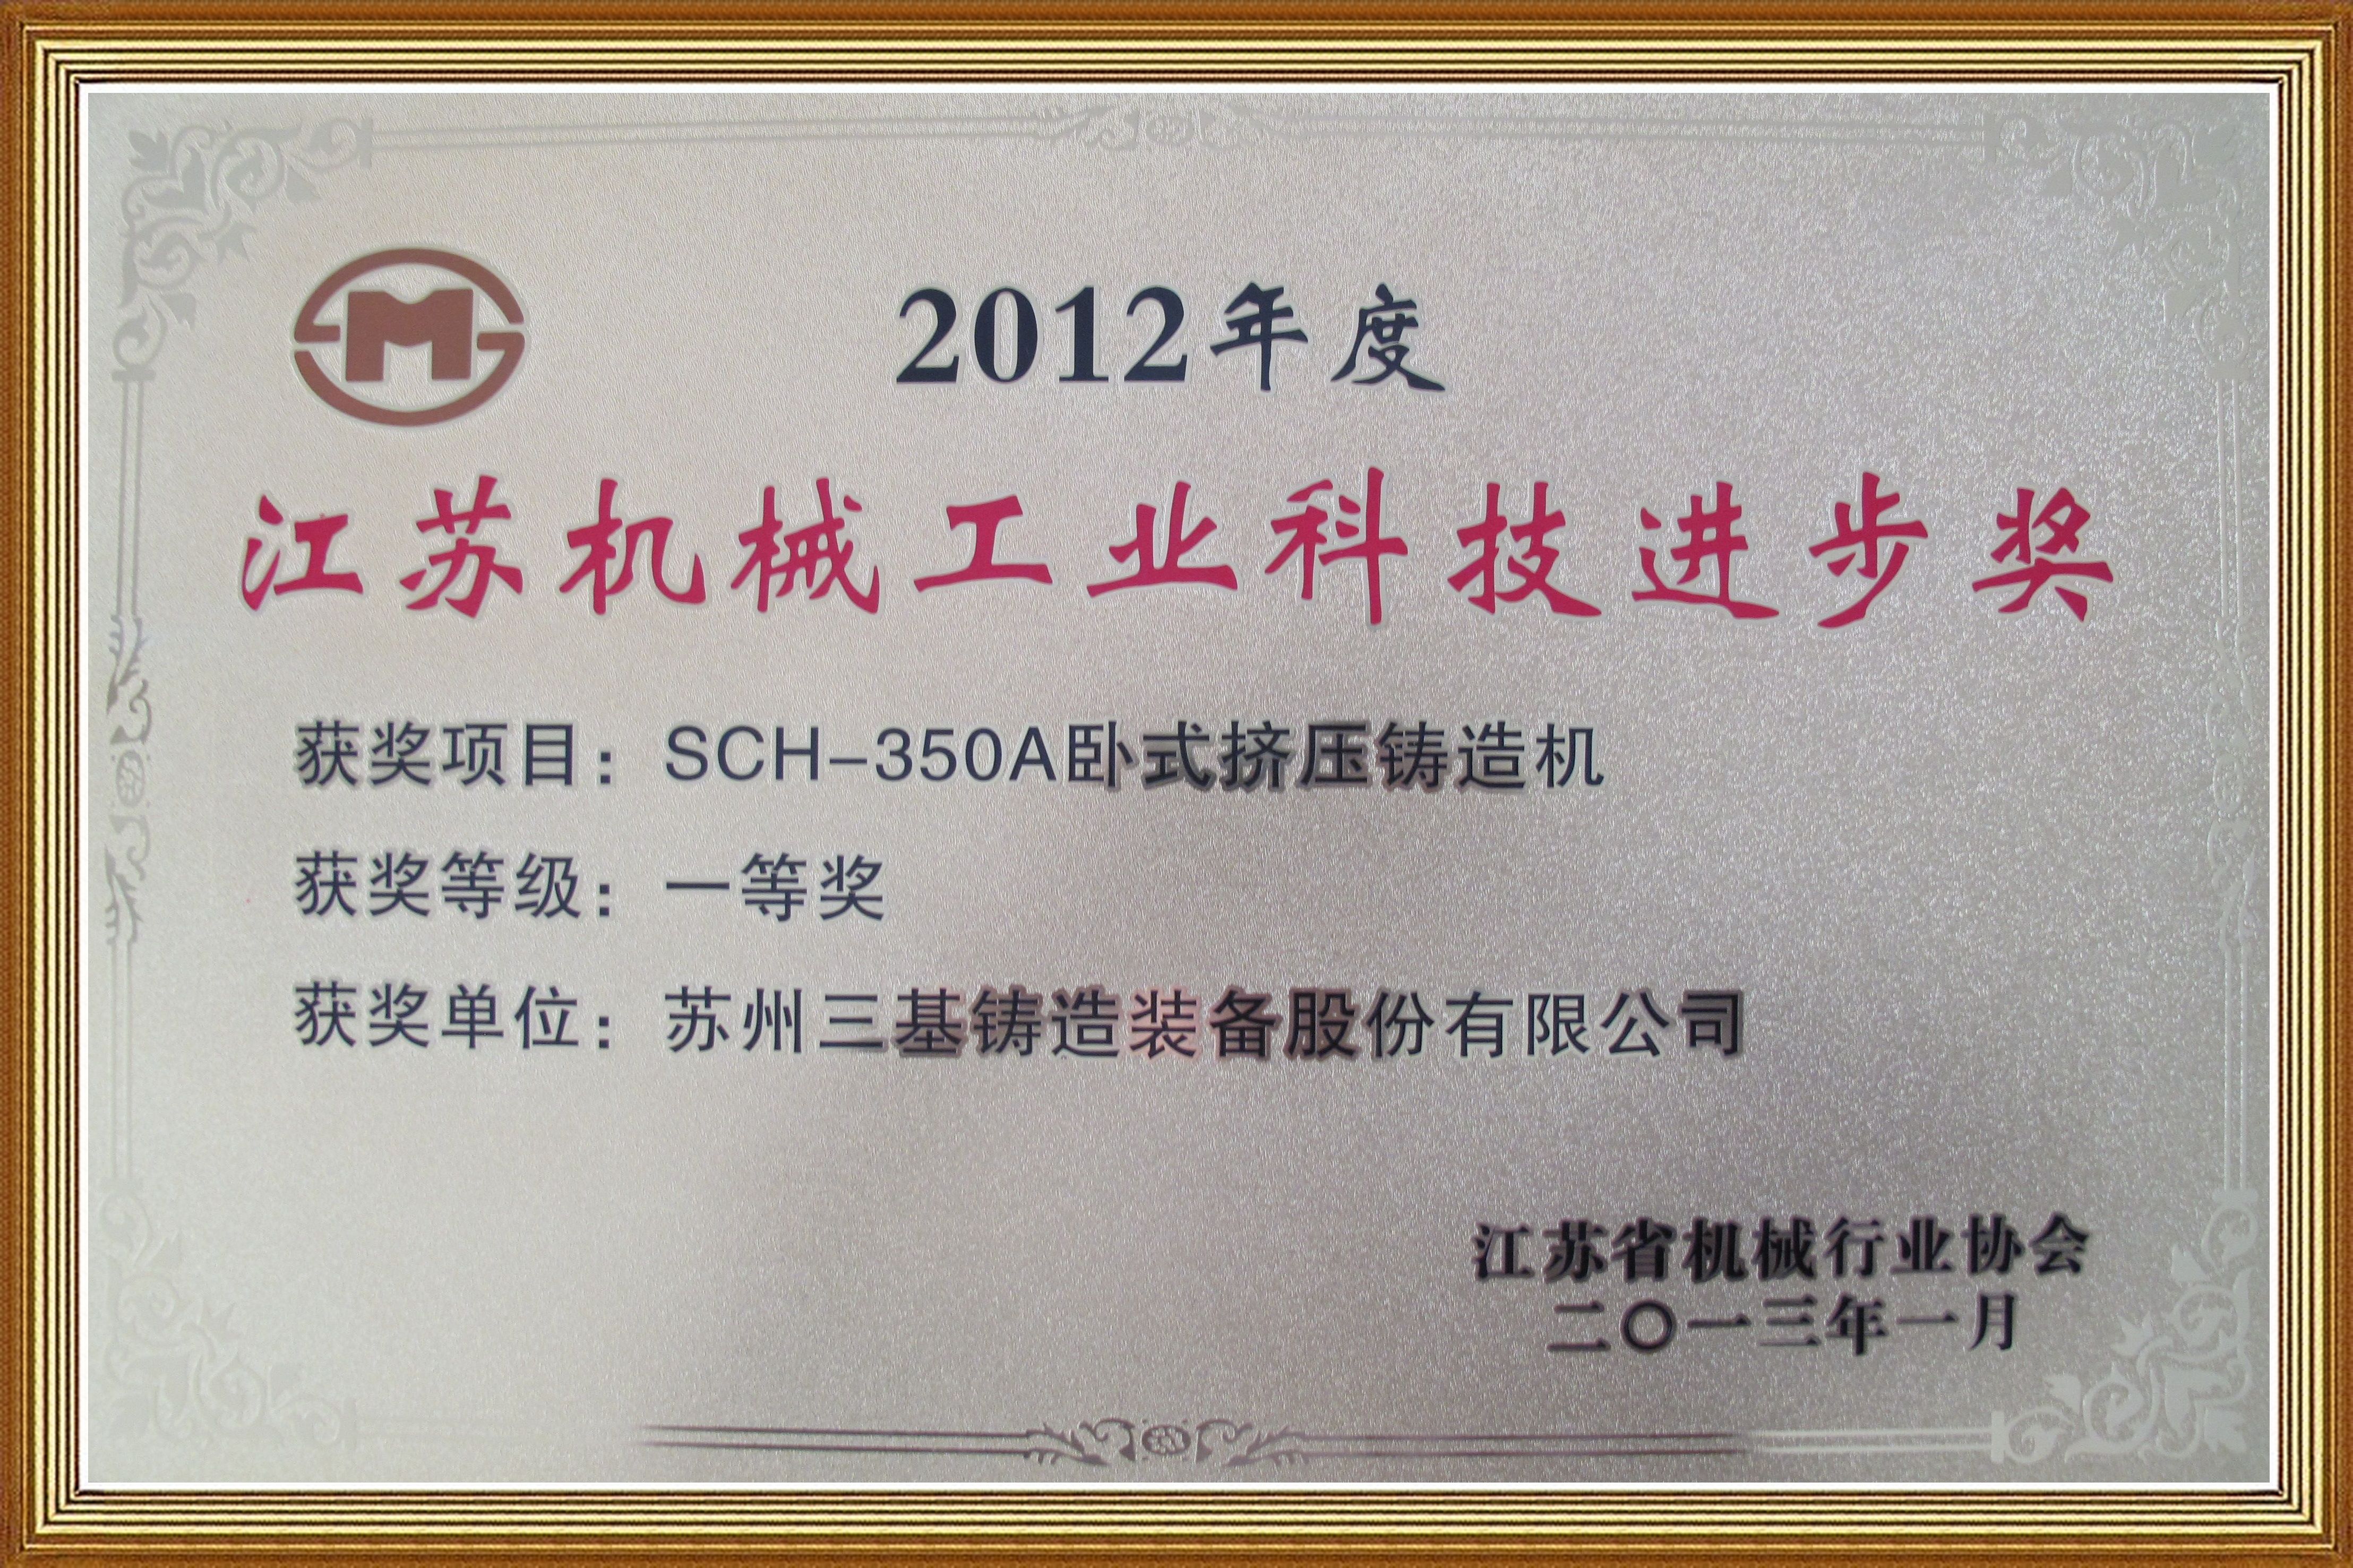 2012年度
江苏机械工业科技进步奖
获奖项目：SCH-350A卧式挤压铸造机
获奖等级：一等奖
获奖单位：苏州三基铸造装备股份有限公司
江苏省机械行业协会
二〇一三年一月